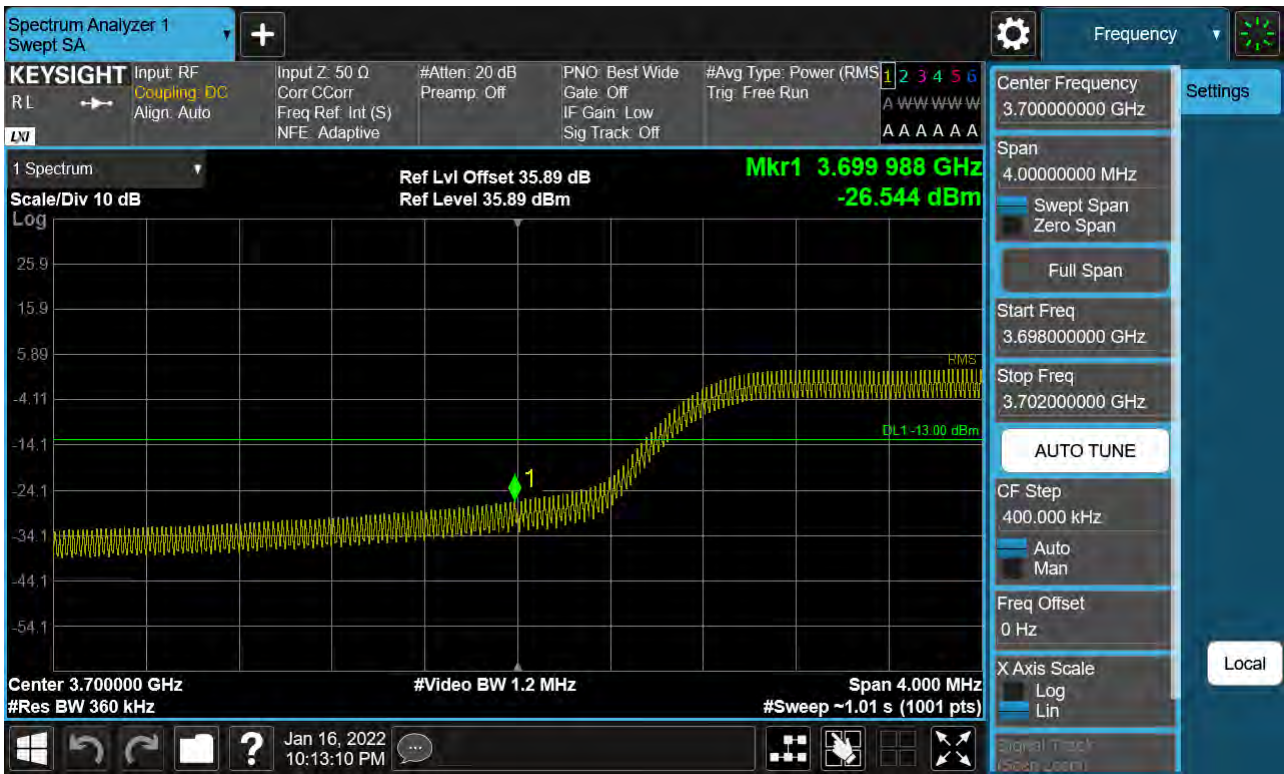 Spectrum Analyzer 1
Swept SA
+
Frequency
KEYSIGHT
RL
LXI
Input: RF
Coupling: DC
Align: Auto
Input Z: 50 Ω
Corr CCorr
Freq Ref: Int (S)
NFE: Adaptive
#Atten: 20 dB
Preamp: Off
PNO: Best Wide
Gate: Off
IF Gain: Low
Sig Track: Off
#Avg Type: Power (RMS
Trig: Free Run
1 2 3 4 5 6
A W W W W W
A A A A A A
1 Spectrum
Scale/Div 10 dB
Log
Ref Lvl Offset 35.89 dB
Ref Level 35.89 dBm
Mkr1 3.699 988 GHz
-26.544 dBm
25.9
15.9
5.89
-4.11
-14.1
-24.1
-34.1
-44.1
-54.1
RMS
DL1 -13.00 dBm
1
Center 3.700000 GHz
#Res BW 360 kHz
#Video BW 1.2 MHz
Span 4.000 MHz
#Sweep ~1.01 s (1001 pts)
Center Frequency
3.700000000 GHz
Span
4.00000000 MHz
Swept Span
Zero Span
Full Span
Start Freq
3.698000000 GHz
Stop Freq
3.702000000 GHz
AUTO TUNE
CF Step
400.000 kHz
Auto
Man
Freq Offset
0 Hz
X Axis Scale
Log
Lin
Signal Track
(Span Zoom)
Settings
Local
?
Jan 16, 2022
10:13:10 PM